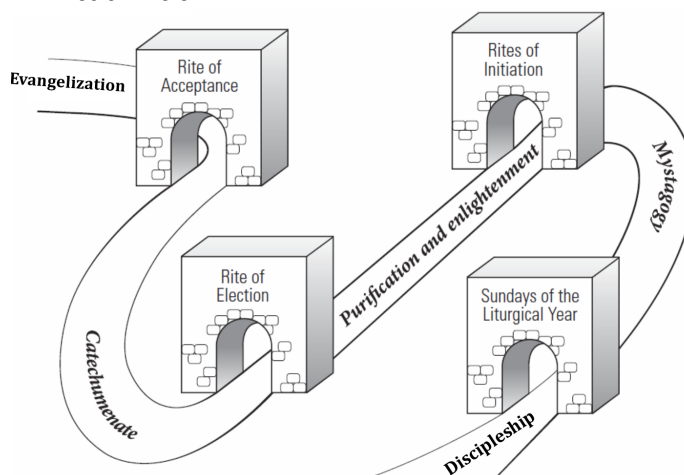 Evangelization
Rite of
Acceptance
Catechumenate
Rite of
Election
Purification and enlightenment
Rites of
Initiation
Mystagogy
Sundays of the
Liturgical Year
Discipleship